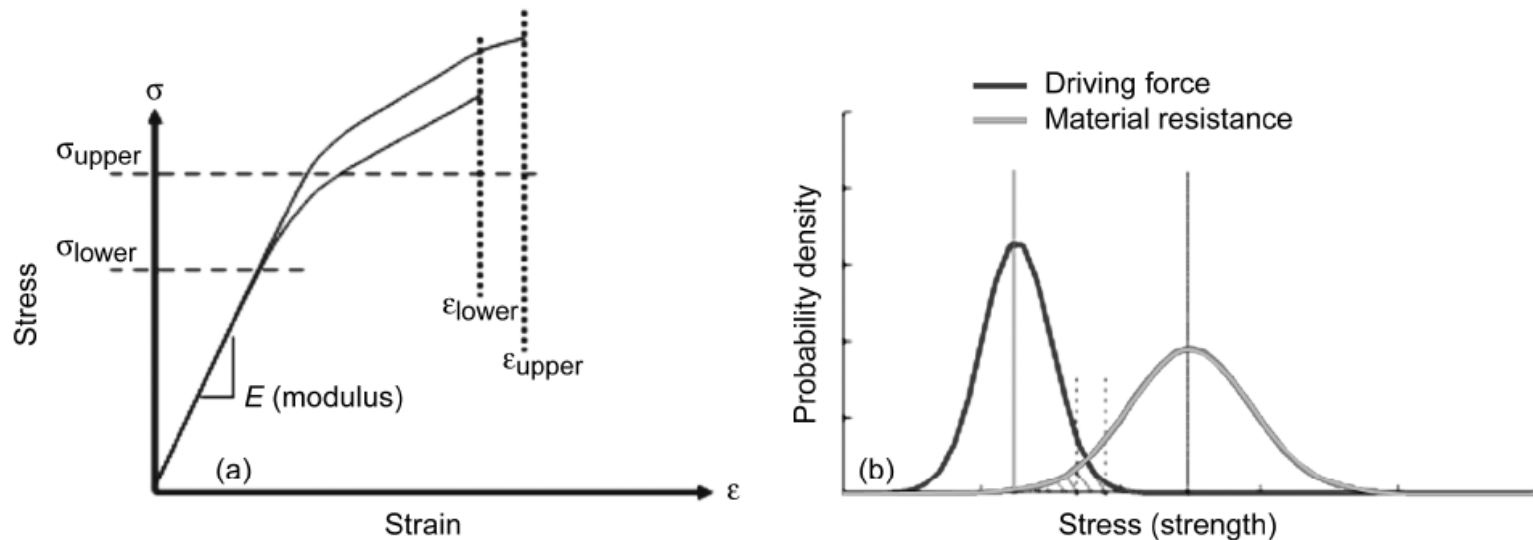 σ
σupper
σlower
Stress
εlower
εupper
E (modulus)
(a)
ε
Strain
Driving force
Material resistance
Probability density
(b)
Stress (strength)